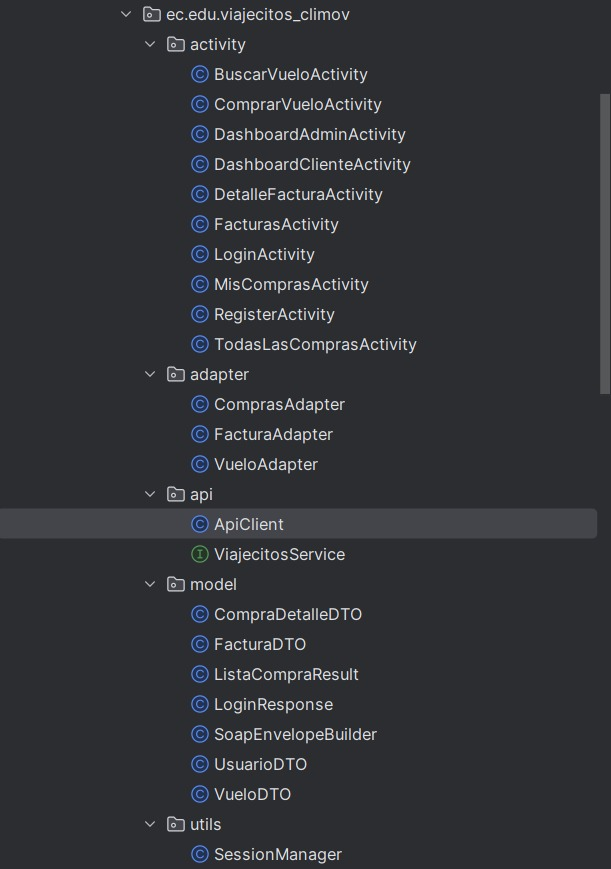 ec.edu.viajecitos_climov
activity
BuscarVueloActivity
ComprarVueloActivity
DashboardAdminActivity
DashboardClienteActivity
DetalleFacturaActivity
FacturasActivity
LoginActivity
MisComprasActivity
RegisterActivity
TodasLasComprasActivity
adapter
ComprasAdapter
FacturaAdapter
VueloAdapter
api
ApiClient
ViajecitosService
model
CompraDetalleDTO
FacturaDTO
ListaCompraResult
LoginResponse
SoapEnvelopeBuilder
UsuarioDTO
VueloDTO
utils
SessionManager